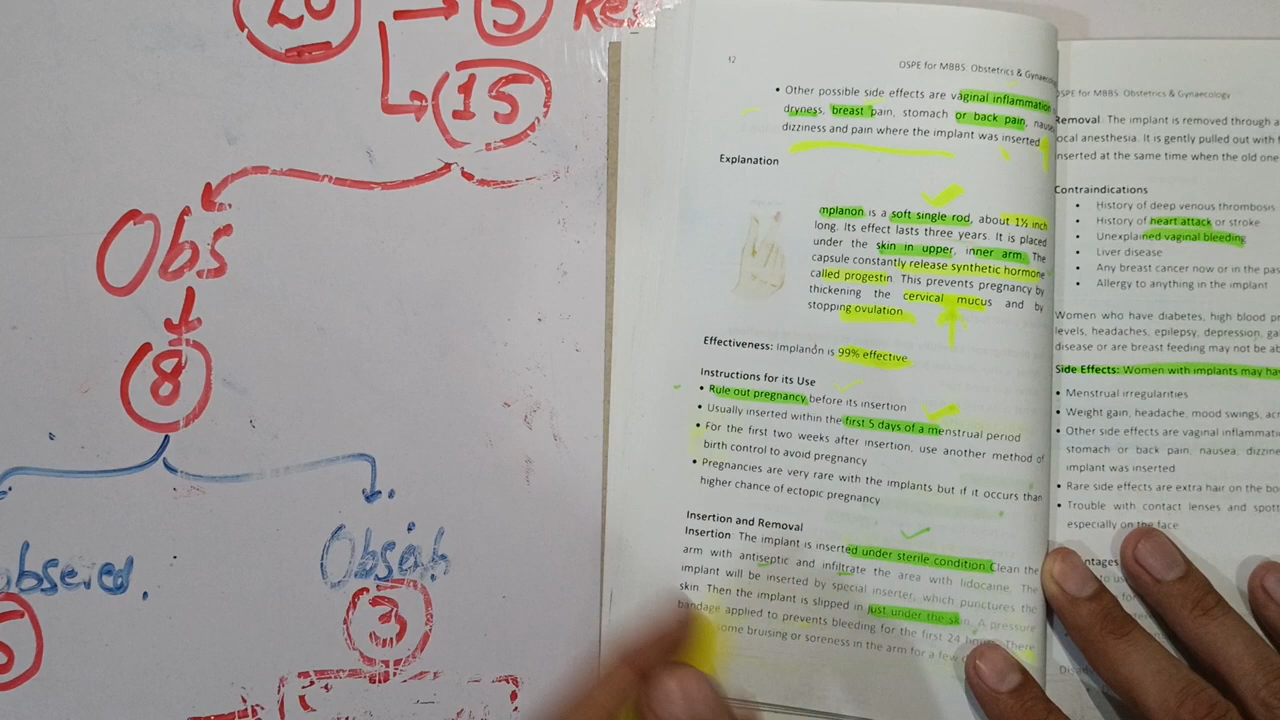 20
5
15
Obs
8
obsered.
5
3
12
OSPE for MBBS: Obstetrics &
• Other possible side effects are vaginal inflammation
dryness, breast pain, stomach or back pain,
dizziness and pain where the implant was inserted
Explanation
mplanon is a soft single rod, about 1½ inch
long. Its effect lasts three years. It is placed
under the skin in upper, inner arm. The
capsule constantly release synthetic hormone
called progestin. This prevents pregnancy by
thickening the cervical mucus and by
stopping ovulation
Effectiveness: Implanon is 99% effective
Instructions for its Use
• Rule out pregnancy before its insertion
• Usually inserted within the first 5 days of a menstrual period
• For the first two weeks after insertion, use another method of
birth control to avoid pregnancy
• Pregnancies are very rare with the implants but if it occurs than
higher chance of ectopic pregnancy
Insertion and Removal
Insertion: The implant is inserted under sterile condition Clean the
arm with antiseptic and infiltrate the area with lidocaine. The
implant will be inserted by special inserter, which punctures the
skin. Then the implant is slipped in just under the skin. A pressure
bandage applied to prevents bleeding for the first 24 There
some bruising or soreness in the arm for a few
OSPE for MBBS: Obstetrics & Gynaecology
Removal: The implant is removed through a
local anesthesia. It is gently pulled out with
inserted at the same time when the old one
Contraindications
• History of deep venous thrombosis
• History of heart attack or stroke
• Unexplained vaginal bleeding
• Liver disease
• Any breast cancer now or in the
• Allergy to anything in the implant
Women who have diabetes, high blood
levels, headaches, epilepsy, depression,
disease or are breast feeding may not be
Side Effects: Women with implants may
• Menstrual irregularities
• Weight gain, headache, mood swings,
• Other side effects are vaginal
stomach or back pain, nausea,
implant was inserted
• Rare side effects are extra hair on the
• Trouble with contact lenses and
especially on the face